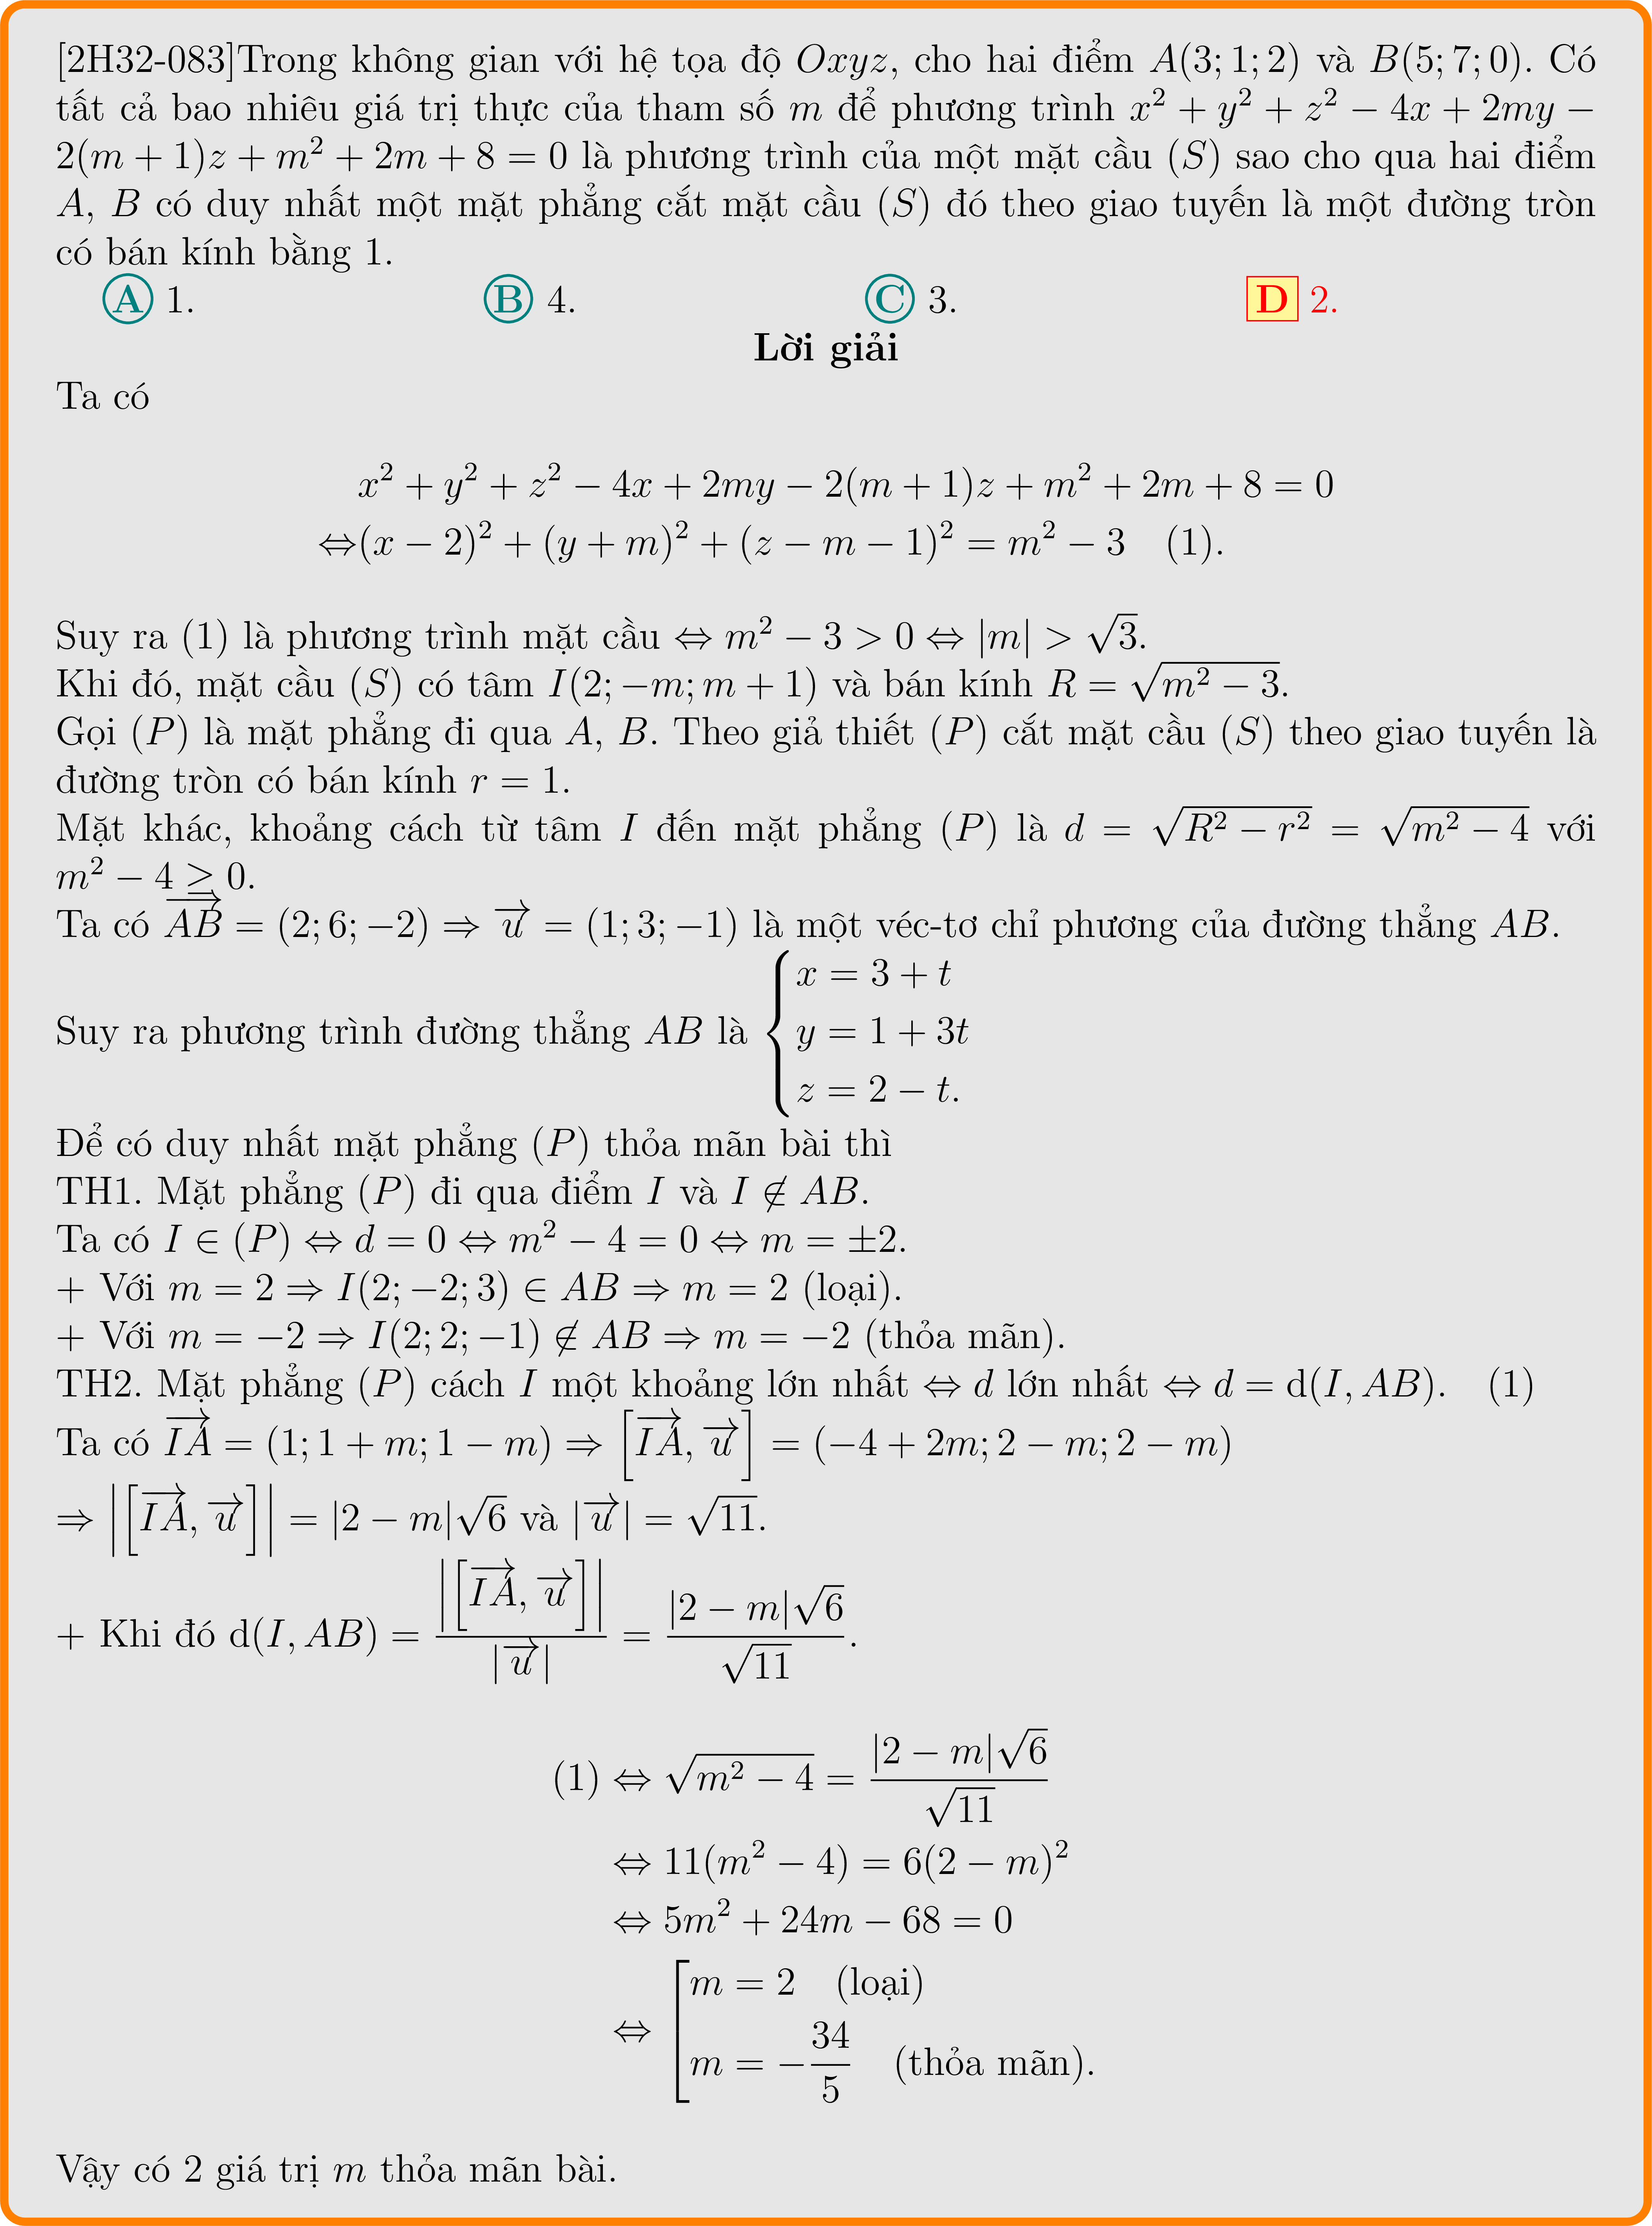 [2H32-083]Trong không gian với hệ tọa độ $Oxyz$, cho hai điểm $A(3; 1; 2)$ và $B(5; 7; 0)$. Có
tất cả bao nhiêu giá trị thực của tham số $m$ để phương trình $x^2 + y^2 + z^2 - 4x + 2my -$
$2(m + 1)z + m^2 + 2m + 8 = 0$ là phương trình của một mặt cầu $(S)$ sao cho qua hai điểm
$A$, $B$ có duy nhất một mặt phẳng cắt mặt cầu $(S)$ đó theo giao tuyến là một đường tròn
có bán kính bằng 1.
A 1. B 4. C 3. D 2.
Lời giải
Ta có
$x^2 + y^2 + z^2 - 4x + 2my - 2(m + 1)z + m^2 + 2m + 8 = 0$
$\Leftrightarrow (x - 2)^2 + (y + m)^2 + (z - m - 1)^2 = m^2 - 3 \quad (1).$
Suy ra (1) là phương trình mặt cầu $\Leftrightarrow m^2 - 3 > 0 \Leftrightarrow |m| > \sqrt{3}$.
Khi đó, mặt cầu $(S)$ có tâm $I(2; -m; m + 1)$ và bán kính $R = \sqrt{m^2 - 3}$.
Gọi $(P)$ là mặt phẳng đi qua $A$, $B$. Theo giả thiết $(P)$ cắt mặt cầu $(S)$ theo giao tuyến là
đường tròn có bán kính $r = 1$.
Mặt khác, khoảng cách từ tâm $I$ đến mặt phẳng $(P)$ là $d = \sqrt{R^2 - r^2} = \sqrt{m^2 - 4}$ với
$m^2 - 4 \geq 0$.
Ta có $\overrightarrow{AB} = (2; 6; -2) \Rightarrow \overrightarrow{u} = (1; 3; -1)$ là một véc-tơ chỉ phương của đường thẳng $AB$.
Suy ra phương trình đường thẳng $AB$ là $\begin{cases} x = 3 + t \\ y = 1 + 3t \\ z = 2 - t. \end{cases}$
Để có duy nhất mặt phẳng $(P)$ thỏa mãn bài thì
TH1. Mặt phẳng $(P)$ đi qua điểm $I$ và $I \notin AB$.
Ta có $I \in (P) \Leftrightarrow d = 0 \Leftrightarrow m^2 - 4 = 0 \Leftrightarrow m = \pm 2$.
+ Với $m = 2 \Rightarrow I(2; -2; 3) \in AB \Rightarrow m = 2$ (loại).
+ Với $m = -2 \Rightarrow I(2; 2; -1) \notin AB \Rightarrow m = -2$ (thỏa mãn).
TH2. Mặt phẳng $(P)$ cách $I$ một khoảng lớn nhất $\Leftrightarrow d$ lớn nhất $\Leftrightarrow d = \mathrm{d}(I, AB)$. (1)
Ta có $\overrightarrow{IA} = (1; 1 + m; 1 - m) \Rightarrow \left[\overrightarrow{IA}, \overrightarrow{u}\right] = (-4 + 2m; 2 - m; 2 - m)$
$\Rightarrow \left|\left[\overrightarrow{IA}, \overrightarrow{u}\right]\right| = |2 - m|\sqrt{6}$ và $|\overrightarrow{u}| = \sqrt{11}$.
+ Khi đó $\mathrm{d}(I, AB) = \dfrac{\left|\left[\overrightarrow{IA}, \overrightarrow{u}\right]\right|}{|\overrightarrow{u}|} = \dfrac{|2 - m|\sqrt{6}}{\sqrt{11}}$.
$(1) \Leftrightarrow \sqrt{m^2 - 4} = \dfrac{|2 - m|\sqrt{6}}{\sqrt{11}}$
$\Leftrightarrow 11(m^2 - 4) = 6(2 - m)^2$
$\Leftrightarrow 5m^2 + 24m - 68 = 0$
$\Leftrightarrow \left[\begin{array}{l} m = 2 \quad \text{(loại)} \\ m = -\dfrac{34}{5} \quad \text{(thỏa mãn).} \end{array}\right.$
Vậy có 2 giá trị $m$ thỏa mãn bài.